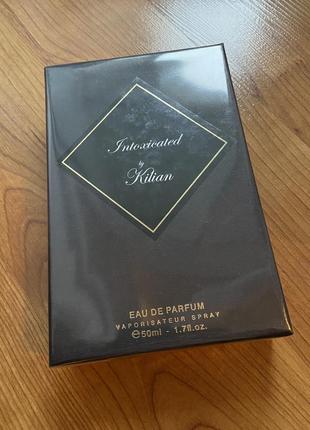 Intoxicated
by
Kilian
EAU DE PARFUM
VAPORISATEUR SPRAY
℮50ml - 1.7fl.oz.